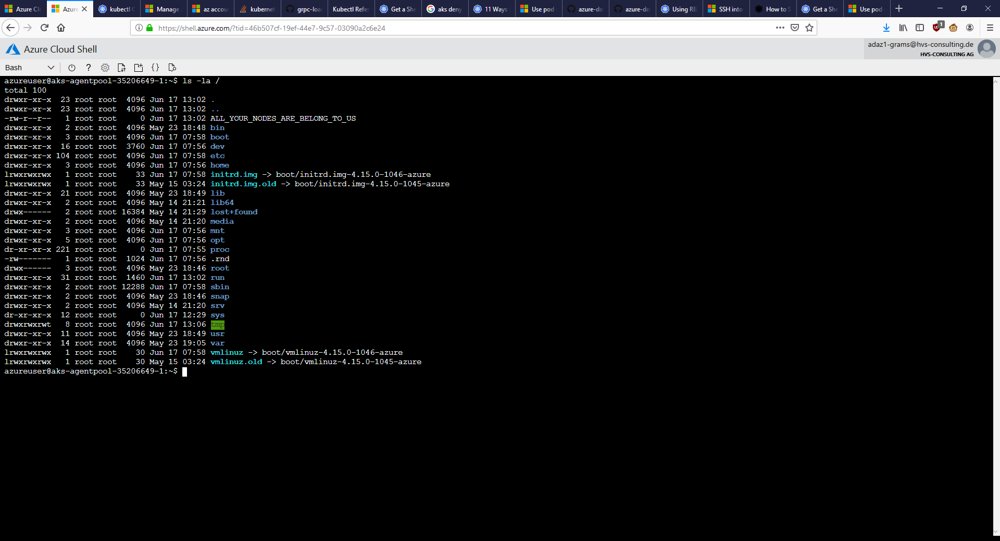 Azure Cl
Azure
kubectl C
Manage
az accou
kubernet
grpc-loa
Kubectl Refer
Get a She
aks deny
11 Ways
Use pod
azure-do
azure-do
Using RB
SSH into
How to S
Get a She
Use pod
https://shell.azure.com/?tid=46b507cf-19ef-44e7-9c57-03090a2c6e24
1
Azure Cloud Shell
adaz1-grams@hvs-consulting.de
HVS-CONSULTING AG
Bash
azureuser@aks-agentpool-35206649-1:~$ ls -la /
total 100
drwxr-xr-x  23 root root  4096 Jun 17 13:02 .
drwxr-xr-x  23 root root  4096 Jun 17 13:02 ..
-rw-r--r--   1 root root     0 Jun 17 13:02 ALL_YOUR_NODES_ARE_BELONG_TO_US
drwxr-xr-x   2 root root  4096 May 23 18:48 bin
drwxr-xr-x   3 root root  4096 Jun 17 07:58 boot
drwxr-xr-x  16 root root  3760 Jun 17 07:56 dev
drwxr-xr-x 104 root root  4096 Jun 17 07:58 etc
drwxr-xr-x   3 root root  4096 Jun 17 07:56 home
lrwxrwxrwx   1 root root    33 Jun 17 07:58 initrd.img -> boot/initrd.img-4.15.0-1046-azure
lrwxrwxrwx   1 root root    33 May 15 03:24 initrd.img.old -> boot/initrd.img-4.15.0-1045-azure
drwxr-xr-x  21 root root  4096 May 23 18:49 lib
drwxr-xr-x   2 root root  4096 May 14 21:21 lib64
drwx------   2 root root 16384 May 14 21:29 lost+found
drwxr-xr-x   2 root root  4096 May 14 21:20 media
drwxr-xr-x   3 root root  4096 Jun 17 07:56 mnt
drwxr-xr-x   5 root root  4096 Jun 17 07:56 opt
dr-xr-xr-x 221 root root     0 Jun 17 07:55 proc
-rw-------   1 root root  1024 Jun 17 07:56 .rnd
drwx------   3 root root  4096 May 23 18:46 root
drwxr-xr-x  31 root root  1460 Jun 17 13:02 run
drwxr-xr-x   2 root root 12288 Jun 17 07:58 sbin
drwxr-xr-x   2 root root  4096 May 23 18:46 snap
drwxr-xr-x   2 root root  4096 May 14 21:20 srv
dr-xr-xr-x  12 root root     0 Jun 17 12:29 sys
drwxrwxrwt   8 root root  4096 Jun 17 13:06 tmp
drwxr-xr-x  11 root root  4096 May 23 18:49 usr
drwxr-xr-x  14 root root  4096 May 23 19:05 var
lrwxrwxrwx   1 root root    30 Jun 17 07:58 vmlinuz -> boot/vmlinuz-4.15.0-1046-azure
lrwxrwxrwx   1 root root    30 May 15 03:24 vmlinuz.old -> boot/vmlinuz-4.15.0-1045-azure
azureuser@aks-agentpool-35206649-1:~$